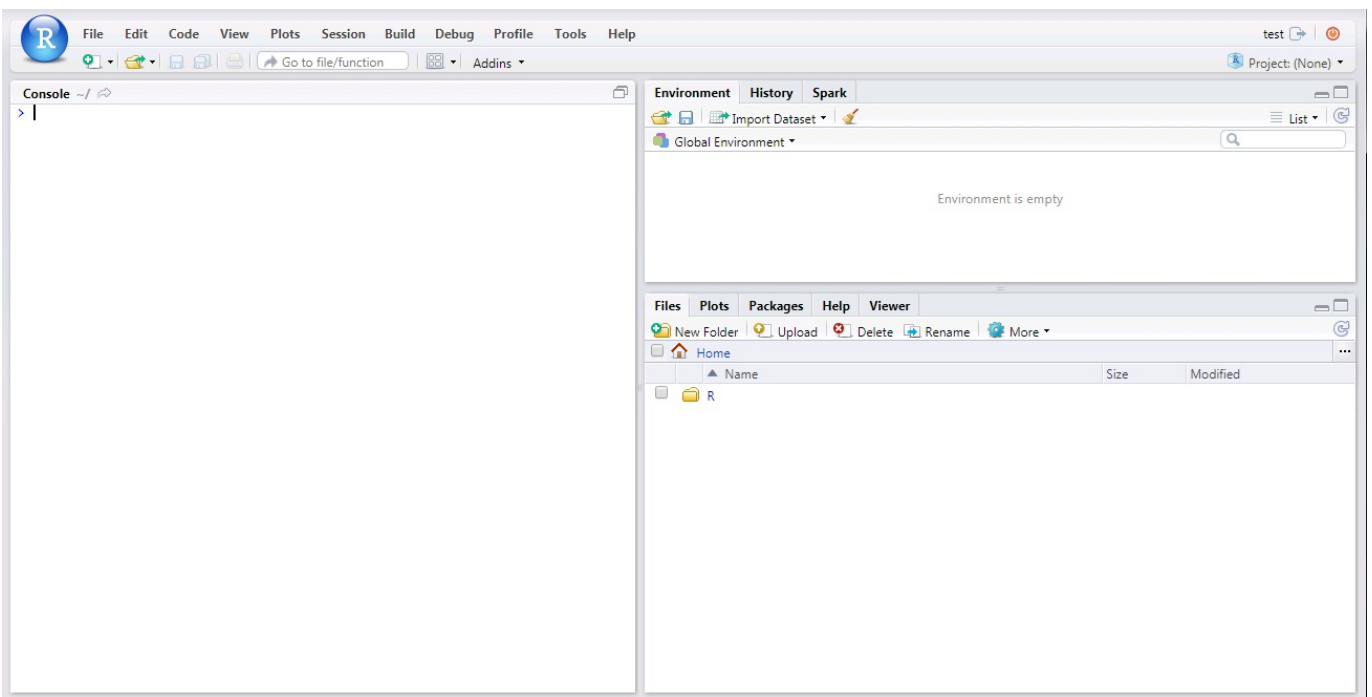 R File Edit Code View Plots Session Build Debug Profile Tools Help test
Go to file/function Addins Project: (None)
Console ~/
>
Environment History Spark
Import Dataset List
Global Environment
Environment is empty
Files Plots Packages Help Viewer
New Folder Upload Delete Rename More
Home ...
Name Size Modified
R